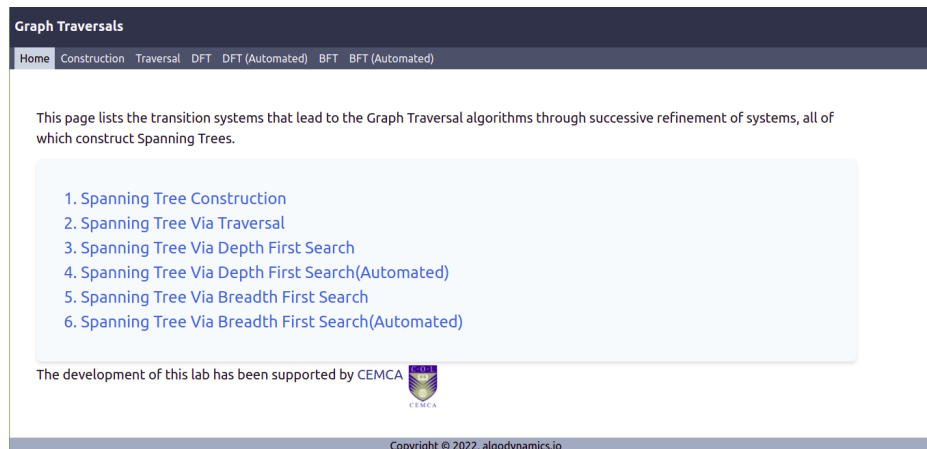 Graph Traversals
Home Construction Traversal DFT DFT (Automated) BFT BFT (Automated)
This page lists the transition systems that lead to the Graph Traversal algorithms through successive refinement of systems, all of
which construct Spanning Trees.
1. Spanning Tree Construction
2. Spanning Tree Via Traversal
3. Spanning Tree Via Depth First Search
4. Spanning Tree Via Depth First Search(Automated)
5. Spanning Tree Via Breadth First Search
6. Spanning Tree Via Breadth First Search(Automated)
The development of this lab has been supported by CEMCA
C·O·L
CEMCA
Copyright © 2022, algodynamics.io